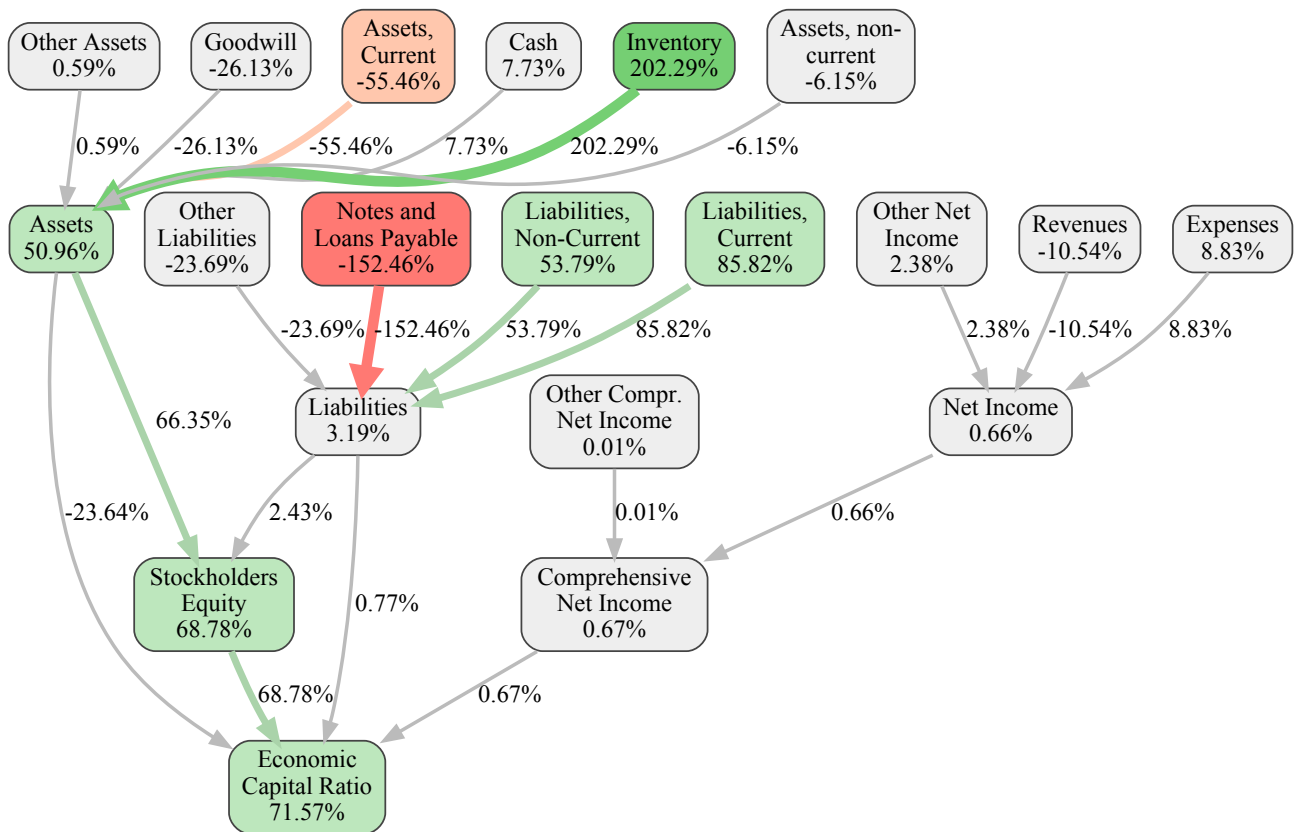 Other Assets
0.59%
Goodwill
-26.13%
Assets,
Current
-55.46%
Cash
7.73%
Inventory
202.29%
Assets, non-
current
-6.15%
0.59%
-26.13%
-55.46%
7.73%
202.29%
-6.15%
Assets
50.96%
Other
Liabilities
-23.69%
Notes and
Loans Payable
-152.46%
Liabilities,
Non-Current
53.79%
Liabilities,
Current
85.82%
Other Net
Income
2.38%
Revenues
-10.54%
Expenses
8.83%
-23.69%
-152.46%
53.79%
85.82%
2.38%
-10.54%
8.83%
Liabilities
3.19%
Other Compr.
Net Income
0.01%
Net Income
0.66%
66.35%
-23.64%
2.43%
0.77%
0.01%
0.66%
Stockholders
Equity
68.78%
Comprehensive
Net Income
0.67%
68.78%
0.67%
Economic
Capital Ratio
71.57%